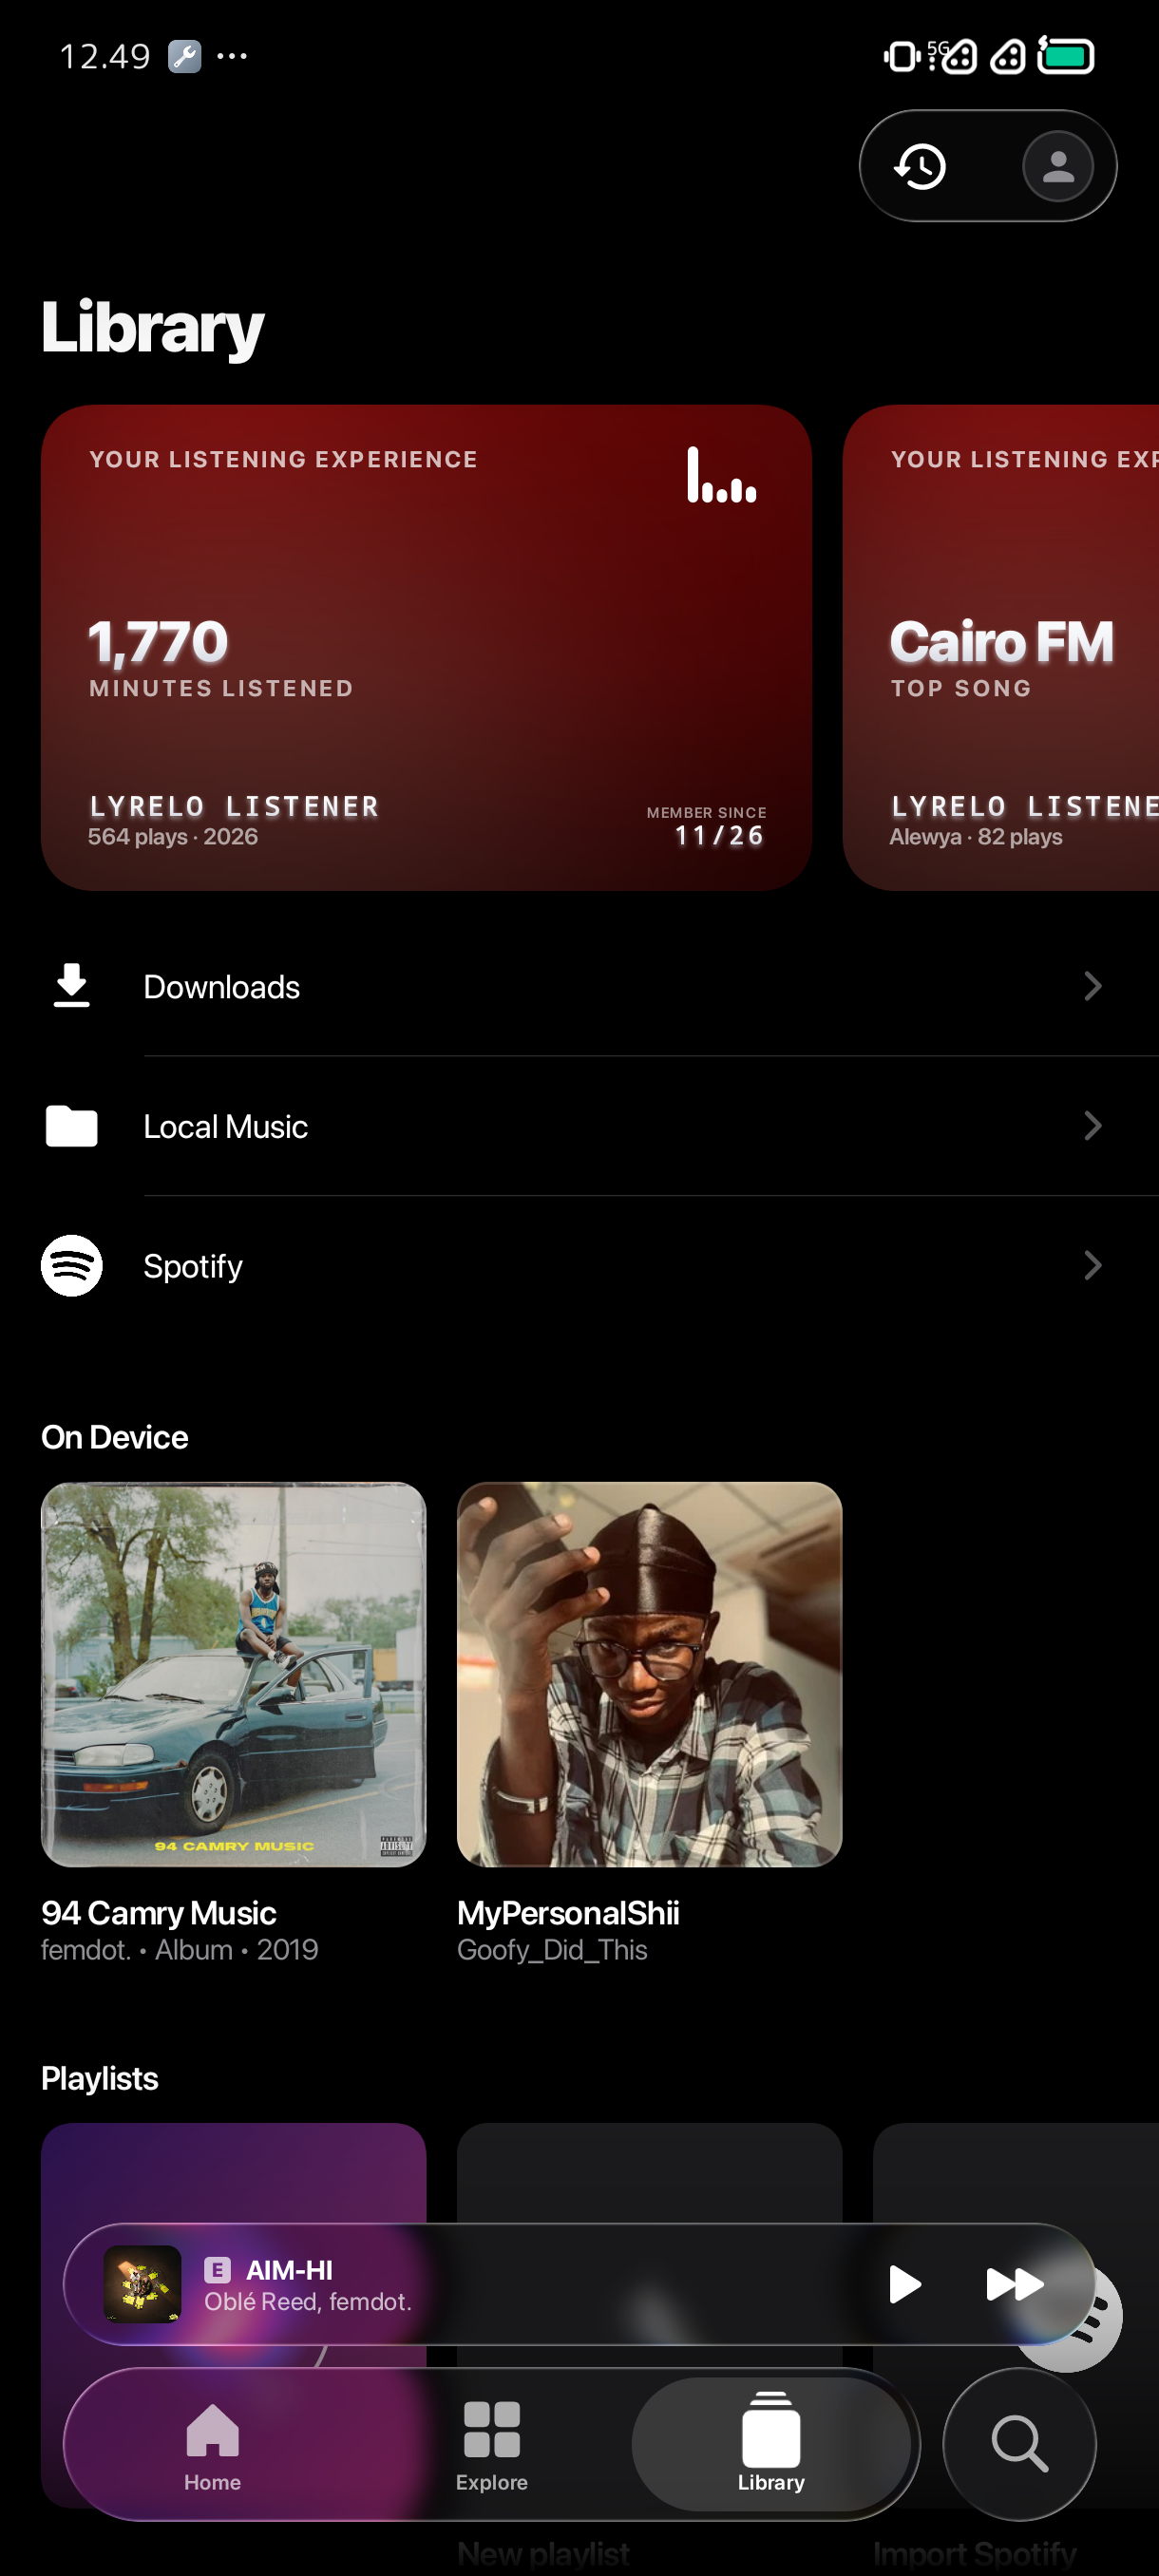 12.49
5G
Library
YOUR LISTENING EXPERIENCE
1,770
MINUTES LISTENED
LYRELO LISTENER
564 plays · 2026
MEMBER SINCE
11/26
YOUR LISTENING EXP
Cairo FM
TOP SONG
LYRELO LISTENE
Alewya · 82 plays
Downloads
Local Music
Spotify
On Device
94 CAMRY MUSIC
94 Camry Music
femdot. • Album • 2019
MyPersonalShii
Goofy_Did_This
Playlists
E AIM-HI
Oblé Reed, femdot.
Home
Explore
Library
New playlist
Import Spotify